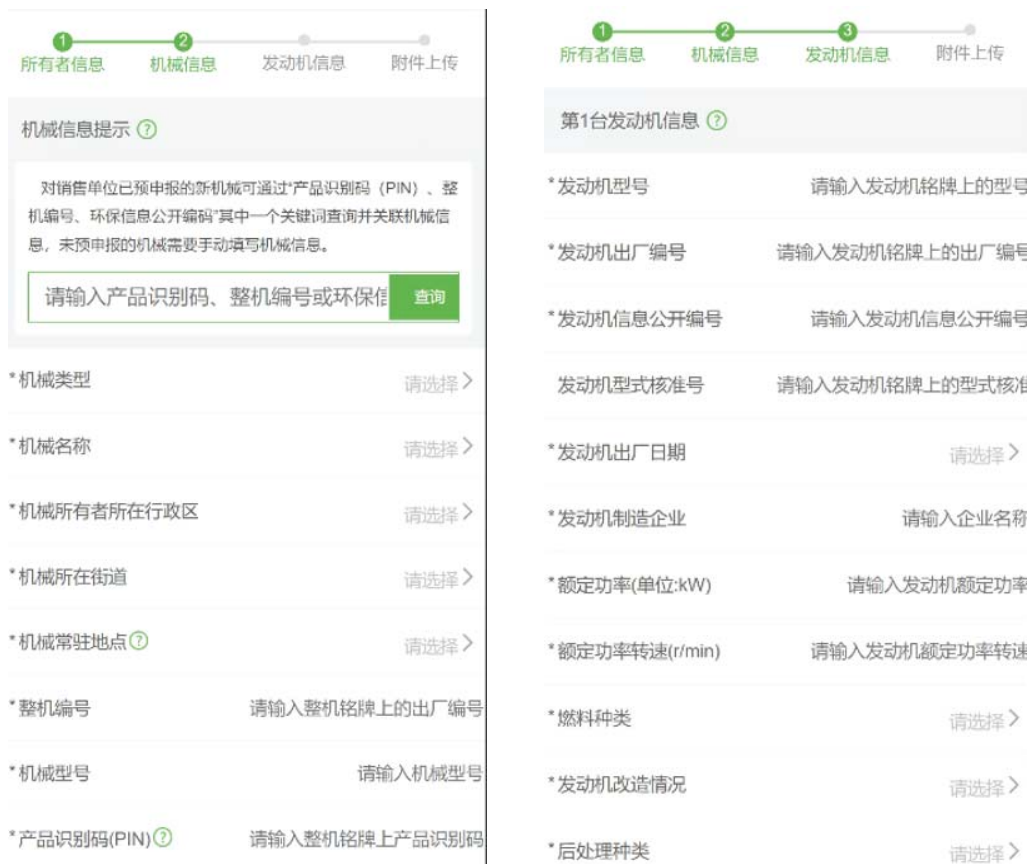 1 2
所有者信息 机械信息 发动机信息 附件上传
机械信息提示 ?
对销售单位已预申报的新机械可通过“产品识别码（PIN）、整
机编号、环保信息公开编码”其中一个关键词查询并关联机械信
息，未预申报的机械需要手动填写机械信息。
请输入产品识别码、整机编号或环保信 查询
*机械类型 请选择
*机械名称 请选择
*机械所有者所在行政区 请选择
*机械所在街道 请选择
*机械常驻地点? 请选择
*整机编号 请输入整机铭牌上的出厂编号
*机械型号 请输入机械型号
*产品识别码(PIN)? 请输入整机铭牌上产品识别码
1 2 3
所有者信息 机械信息 发动机信息 附件上传
第1台发动机信息 ?
*发动机型号 请输入发动机铭牌上的型号
*发动机出厂编号 请输入发动机铭牌上的出厂编号
*发动机信息公开编号 请输入发动机信息公开编号
发动机型式核准号 请输入发动机铭牌上的型式核准
*发动机出厂日期 请选择
*发动机制造企业 请输入企业名称
*额定功率(单位:kW) 请输入发动机额定功率
*额定功率转速(r/min) 请输入发动机额定功率转速
*燃料种类 请选择
*发动机改造情况 请选择
*后处理种类 请选择